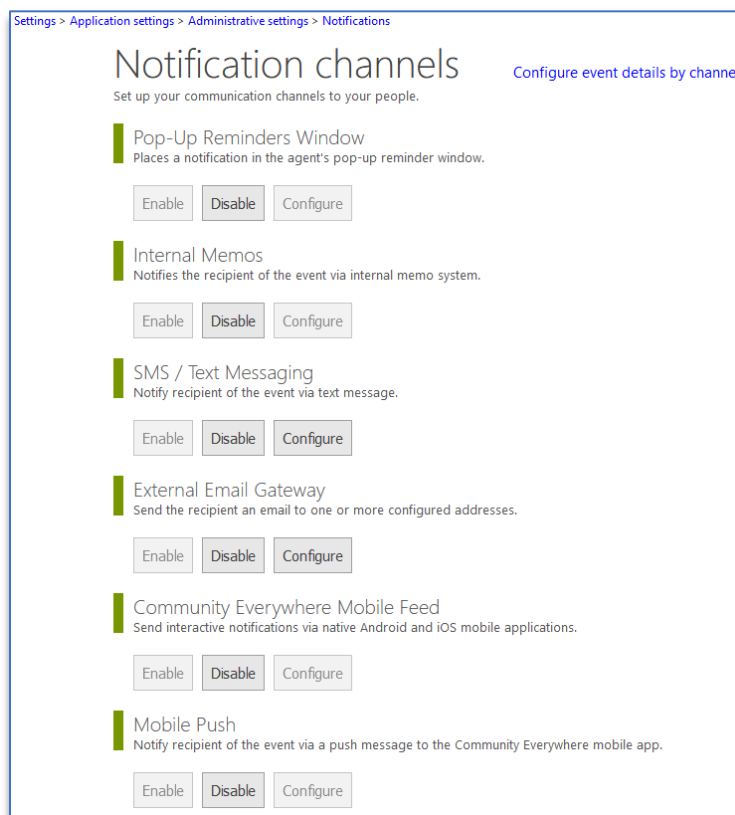 Settings > Application settings > Administrative settings > Notifications
Notification channels
Configure event details by channe
Set up your communication channels to your people.
Pop-Up Reminders Window
Places a notification in the agent's pop-up reminder window.
Enable Disable Configure
Internal Memos
Notifies the recipient of the event via internal memo system.
Enable Disable Configure
SMS / Text Messaging
Notify recipient of the event via text message.
Enable Disable Configure
External Email Gateway
Send the recipient an email to one or more configured addresses.
Enable Disable Configure
Community Everywhere Mobile Feed
Send interactive notifications via native Android and iOS mobile applications.
Enable Disable Configure
Mobile Push
Notify recipient of the event via a push message to the Community Everywhere mobile app.
Enable Disable Configure